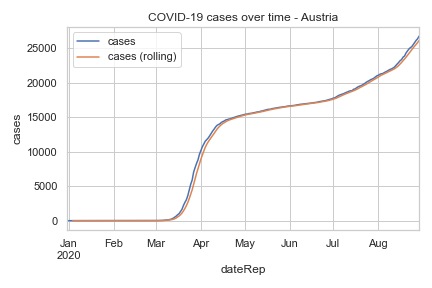 COVID-19 cases over time - Austria
cases
cases (rolling)
25000
20000
15000
10000
5000
0
cases
Jan Feb Mar Apr May Jun Jul Aug
2020
dateRep